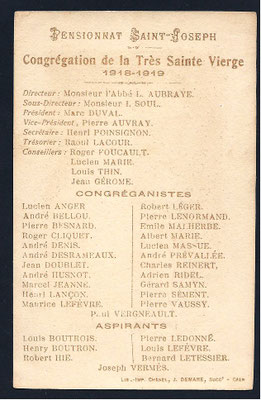 Pensionnat Saint-Joseph
Congrégation de la Très Sainte Vierge
1918-1919
Directeur : Monsieur l'Abbé L. AUBRAYE.
Sous-Directeur : Monsieur I. SOUL.
Président : Marc DUVAL.
Vice-Président, Pierre AUVRAY.
Secrétaire : Henri POINSIGNON.
Trésorier : Raoul LACOUR.
Conseillers : Roger FOUCAULT.
Lucien MARIE.
Louis THIN.
Jean GÉROME.
CONGRÉGANISTES
Lucien ANGER
André BELLOU.
Pierre BESNARD.
Roger CLIQUET.
André DENIS.
André DESRAMEAUX.
Jean DOUBLET.
André HUSNOT.
Marcel JEANNE.
Henri LANÇON.
Maurice LEFÈVRE.
Robert LÉGER.
Pierre LENORMAND.
Emile MALHERBE.
Albert MARIE.
Lucien MASSUE.
André PRÉVALLÉE.
Charles REINERT,
Adrien RIDEL.
Gérard SAMYN.
Pierre SÉMENT.
Pierre VAUSSY.
Paul VERGNEAULT.
ASPIRANTS
Louis BOUTROIS.
Henri BOUTRON.
Robert HIE.
Pierre LEDONNÉ.
Louis LEFÈVRE.
Bernard LETESSIER.
Joseph VERMÈS.